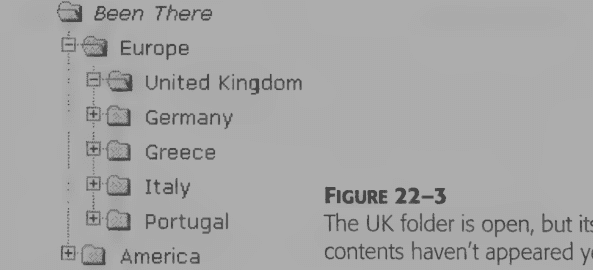 Been There
Europe
United Kingdom
Germany
Greece
Italy
Portugal
America
FIGURE 22–3
The UK folder is open, but its
contents haven't appeared